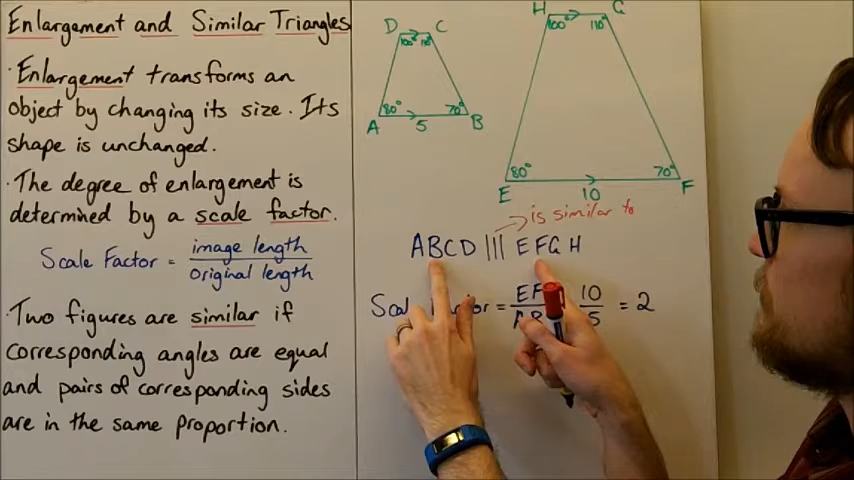 Enlargement and Similar Triangles
· Enlargement transforms an
object by changing its size. Its
shape is unchanged.
· The degree of enlargement is
determined by a scale factor.
Scale Factor = image length
original length
· Two figures are similar if
corresponding angles are equal
and pairs of corresponding sides
are in the same proportion.
D C
100° 110°
80° 70°
A 5 B
H G
100° 110°
80° 70°
E 10 F
is similar to
ABCD ||| EFGH
= EF 10 = 2
AB 5